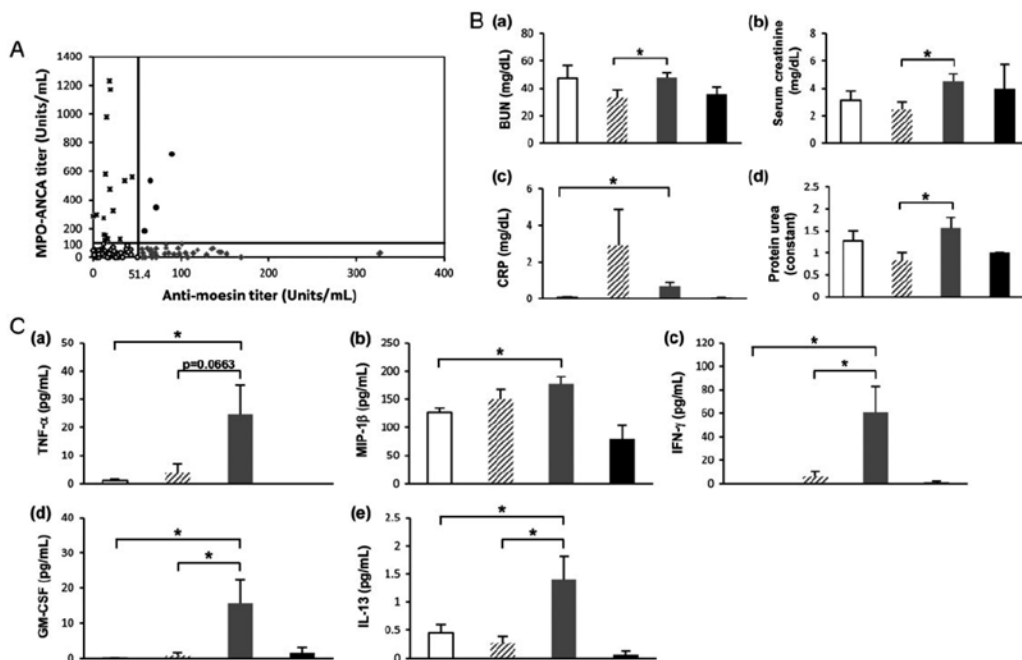 A
MPO-ANCA titer (Units/mL)
1400
1200
1000
800
600
400
200
100
0
0
51.4
100
200
300
400
Anti-moesin titer (Units/mL)
B
(a)
BUN (mg/dL)
80
60
40
20
0
*
(b)
Serum creatinine
(mg/dL)
8
6
4
2
0
*
(c)
CRP (mg/dL)
6
4
2
0
*
(d)
Protein urea
(constant)
2
1.5
1
0.5
0
*
C
(a)
TNF-α (pg/mL)
50
40
30
20
10
0
*
p=0.0663
(b)
MIP-1β (pg/mL)
250
200
150
100
50
0
*
(c)
IFN-γ (pg/mL)
120
100
80
60
40
20
0
*
*
(d)
GM-CSF (pg/mL)
40
30
20
10
0
*
*
(e)
IL-13 (pg/mL)
2.5
2
1.5
1
0.5
0
*
*